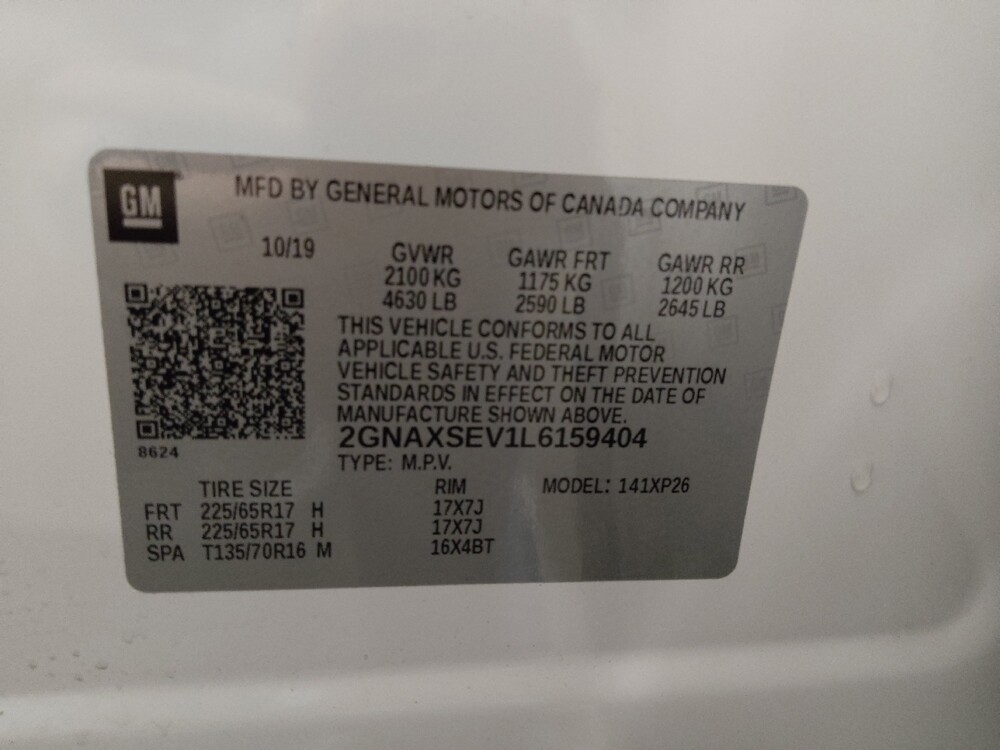 GM
MFD BY GENERAL MOTORS OF CANADA COMPANY
10/19
GVWR GAWR FRT GAWR RR
2100 KG 1175 KG 1200 KG
4630 LB 2590 LB 2645 LB
THIS VEHICLE CONFORMS TO ALL
APPLICABLE U.S. FEDERAL MOTOR
VEHICLE SAFETY AND THEFT PREVENTION
STANDARDS IN EFFECT ON THE DATE OF
MANUFACTURE SHOWN ABOVE.
2GNAXSEV1L6159404
8624
TYPE: M.P.V.
TIRE SIZE RIM MODEL: 141XP26
FRT 225/65R17 H 17X7J
RR 225/65R17 H 17X7J
SPA T135/70R16 M 16X4BT